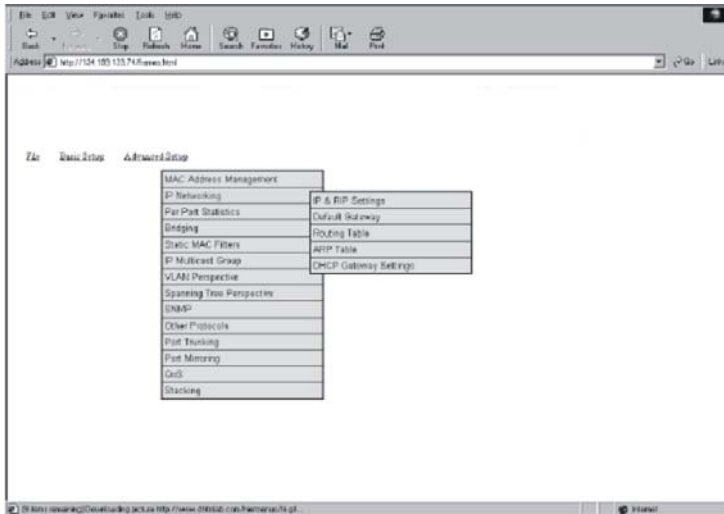 File Edit View Favorites Tools Help
Back Stop Refresh Home Search Favorites History Mail Print
Address Go Links
File Basic Setup Advanced Setup
MAC Address Management
IP Networking
Per Port Statistics
Bridging
Static MAC Filters
IP Multicast Group
VLAN Perspective
Spanning Tree Perspective
SNMP
Other Protocols
Port Trunking
Port Mirroring
QoS
Stacking
IP & RIP Settings
Default Gateway
Routing Table
ARP Table
DHCP Gateway Settings
Internet